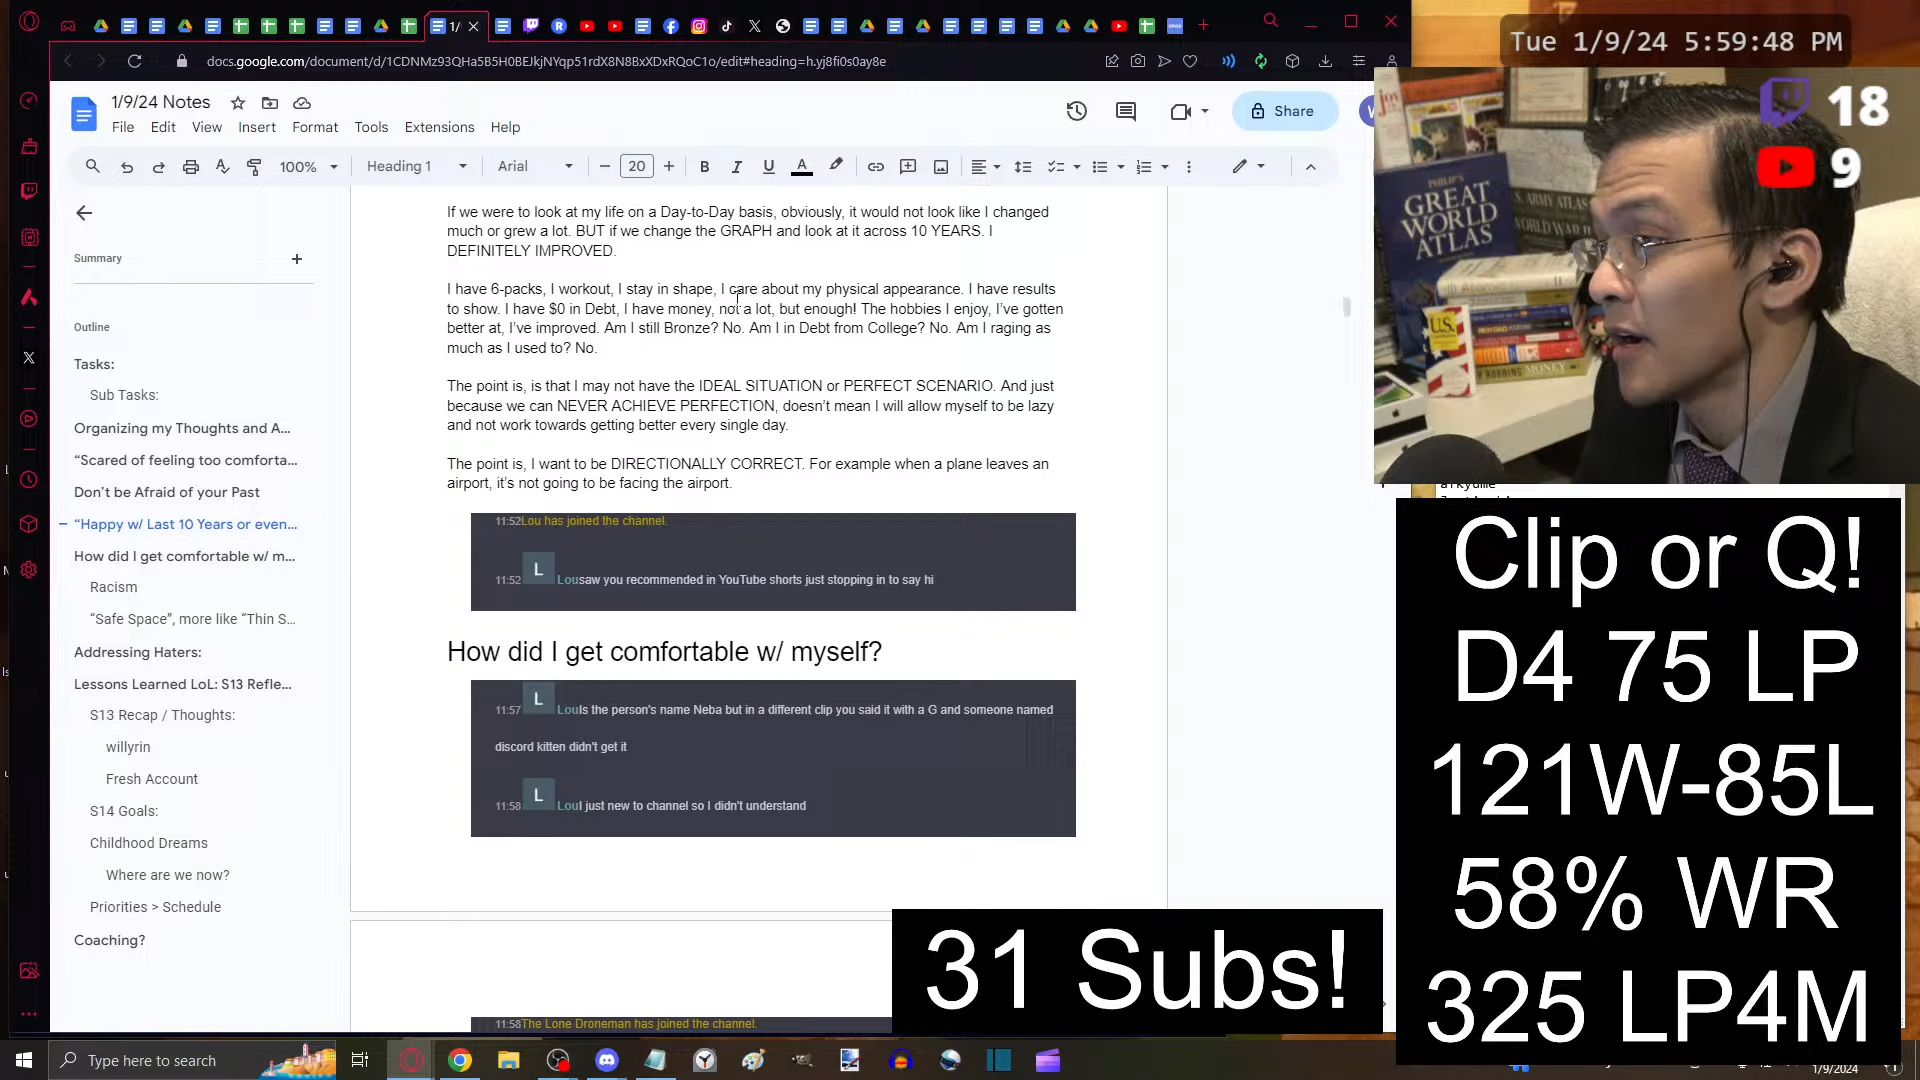 1/
Tue 1/9/24 5:59:48 PM
docs.google.com/document/d/1CDNMz93QHa5B5H0BEJkjNYqp51rdX8N8BxXDxRQoC1o/edit#heading=h.yj8fi0s0ay8e
1/9/24 Notes
File Edit View Insert Format Tools Extensions Help
Share
100% Heading 1 Arial 20
18
9
Summary
Outline
Tasks:
Sub Tasks:
Organizing my Thoughts and A...
“Scared of feeling too comforta...
Don’t be Afraid of your Past
“Happy w/ Last 10 Years or even...
How did I get comfortable w/ m...
Racism
“Safe Space”, more like “Thin S...
Addressing Haters:
Lessons Learned LoL: S13 Refle...
S13 Recap / Thoughts:
willyrin
Fresh Account
S14 Goals:
Childhood Dreams
Where are we now?
Priorities > Schedule
Coaching?
If we were to look at my life on a Day-to-Day basis, obviously, it would not look like I changed
much or grew a lot. BUT if we change the GRAPH and look at it across 10 YEARS. I
DEFINITELY IMPROVED.
I have 6-packs, I workout, I stay in shape, I care about my physical appearance. I have results
to show. I have $0 in Debt, I have money, not a lot, but enough! The hobbies I enjoy, I’ve gotten
better at, I’ve improved. Am I still Bronze? No. Am I in Debt from College? No. Am I raging as
much as I used to? No.
The point is, is that I may not have the IDEAL SITUATION or PERFECT SCENARIO. And just
because we can NEVER ACHIEVE PERFECTION, doesn’t mean I will allow myself to be lazy
and not work towards getting better every single day.
The point is, I want to be DIRECTIONALLY CORRECT. For example when a plane leaves an
airport, it’s not going to be facing the airport.
11:52 Lou has joined the channel.
L
11:52 Lou saw you recommended in YouTube shorts just stopping in to say hi
How did I get comfortable w/ myself?
L
11:57 Lou Is the person's name Neba but in a different clip you said it with a G and someone named
discord kitten didn't get it
L
11:58 Lou I just new to channel so I didn't understand
11:58 The Lone Droneman has joined the channel.
PHILIP'S
GREAT WORLD ATLAS
U.S. ARMY ATLAS
WORLD WAR
U.S.
RICH DAD
MONEY
Clip or Q!
D4 75 LP
121W-85L
58% WR
325 LP4M
31 Subs!
Type here to search
1/9/2024